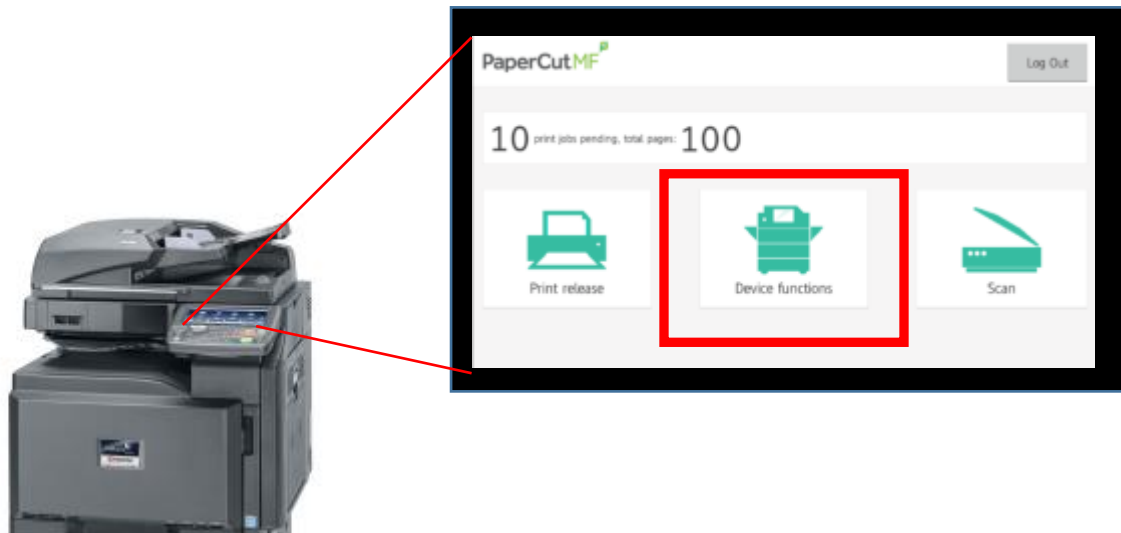 PaperCutMF
Log Out
10 print jobs pending, total pages: 100
Print release
Device functions
Scan